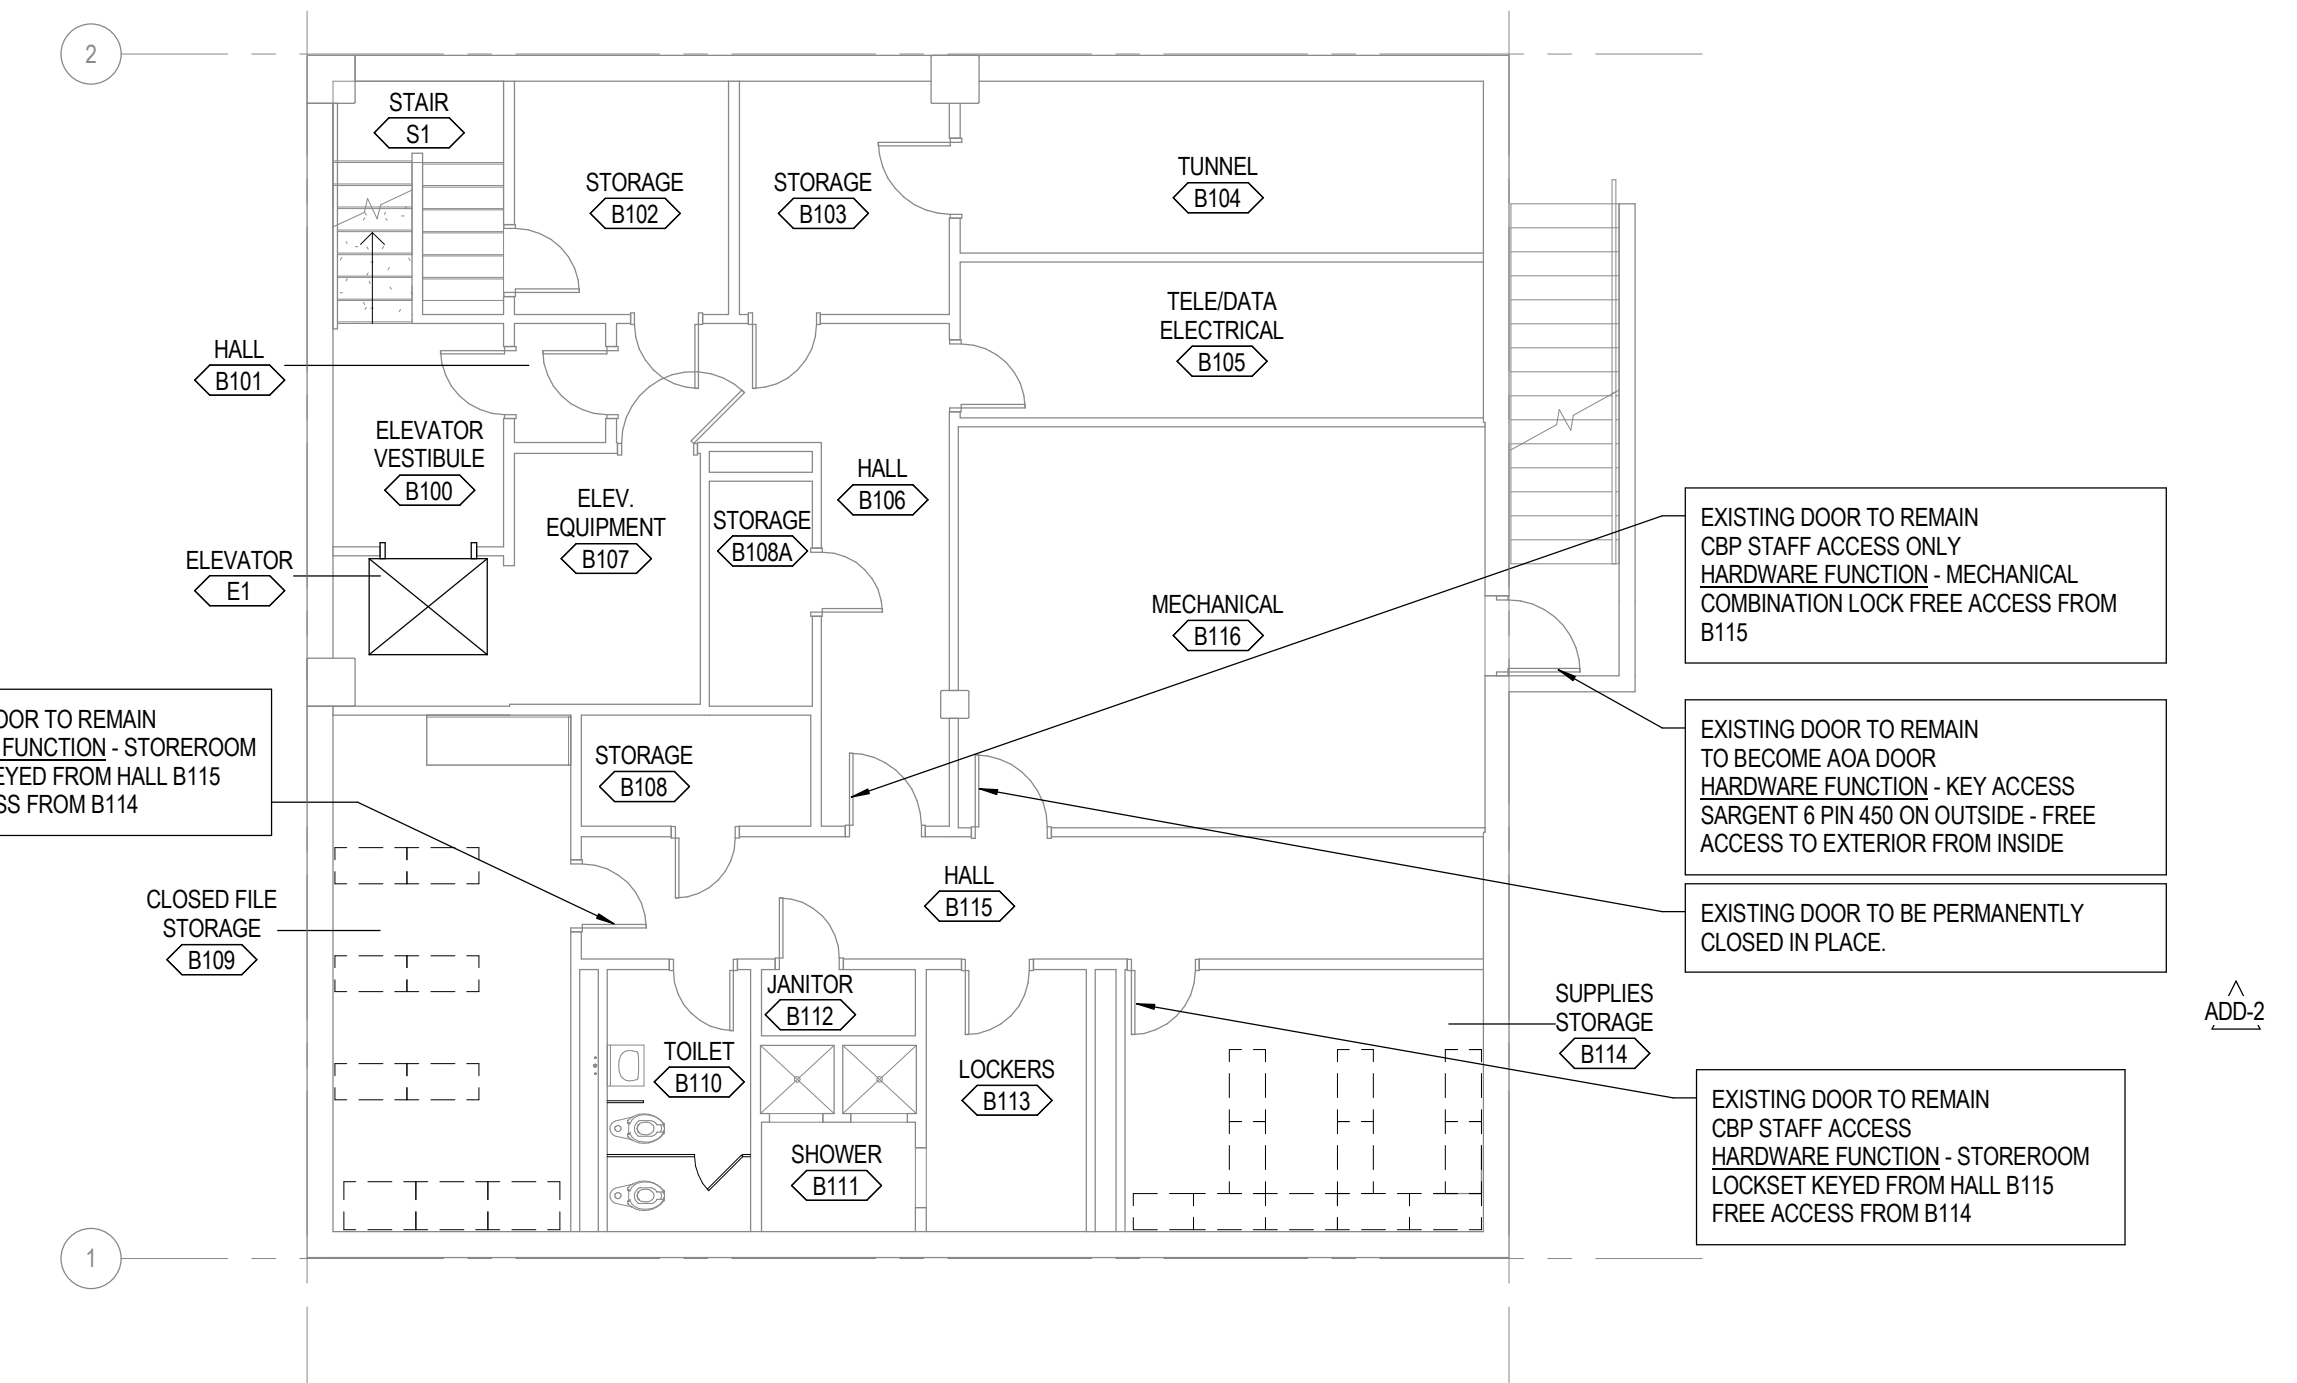 2
STAIR
S1
STORAGE
B102
STORAGE
B103
TUNNEL
B104
TELE/DATA
ELECTRICAL
B105
HALL
B101
ELEVATOR
VESTIBULE
B100
ELEV.
EQUIPMENT
B107
STORAGE
B108A
HALL
B106
ELEVATOR
E1
MECHANICAL
B116
EXISTING DOOR TO REMAIN
CBP STAFF ACCESS ONLY
HARDWARE FUNCTION - MECHANICAL
COMBINATION LOCK FREE ACCESS FROM
B115
OOR TO REMAIN
FUNCTION - STOREROOM
EYED FROM HALL B115
SS FROM B114
STORAGE
B108
EXISTING DOOR TO REMAIN
TO BECOME AOA DOOR
HARDWARE FUNCTION - KEY ACCESS
SARGENT 6 PIN 450 ON OUTSIDE - FREE
ACCESS TO EXTERIOR FROM INSIDE
CLOSED FILE
STORAGE
B109
HALL
B115
EXISTING DOOR TO BE PERMANENTLY
CLOSED IN PLACE.
JANITOR
B112
SUPPLIES
STORAGE
B114
ADD-2
TOILET
B110
LOCKERS
B113
SHOWER
B111
EXISTING DOOR TO REMAIN
CBP STAFF ACCESS
HARDWARE FUNCTION - STOREROOM
LOCKSET KEYED FROM HALL B115
FREE ACCESS FROM B114
1